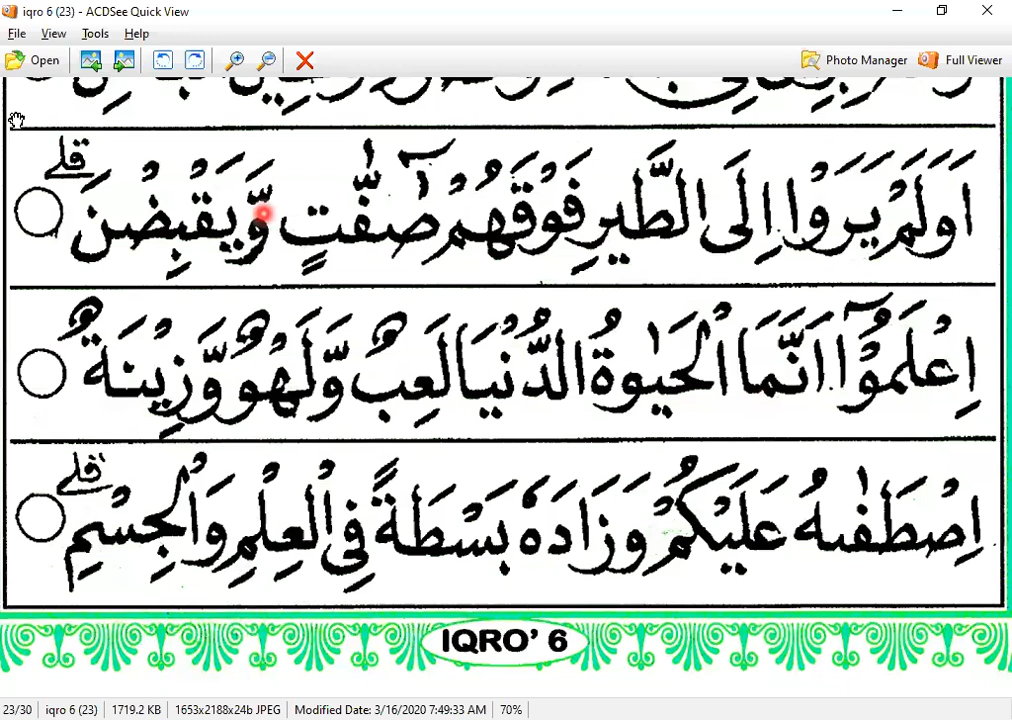 iqro 6 (23) - ACDSee Quick View
File View Tools Help
Open Photo Manager Full Viewer
اَوَلَمْ يَرَوْا اِلَى الطَّيْرِ فَوْقَهُمْ صٰۤفّٰتٍ وَّيَقْبِضْنَ ۗ
اِعْلَمُوْٓا اَنَّمَا الْحَيٰوةُ الدُّنْيَا لَعِبٌ وَّلَهْوٌ وَّزِيْنَةٌ
اِصْطَفٰىهُ عَلَيْكُمْ وَزَادَهٗ بَسْطَةً فِى الْعِلْمِ وَالْجِسْمِ ۗ
IQRO' 6
23/30 iqro 6 (23) 1719.2 KB 1653x2188x24b JPEG Modified Date: 3/16/2020 7:49:33 AM 70%